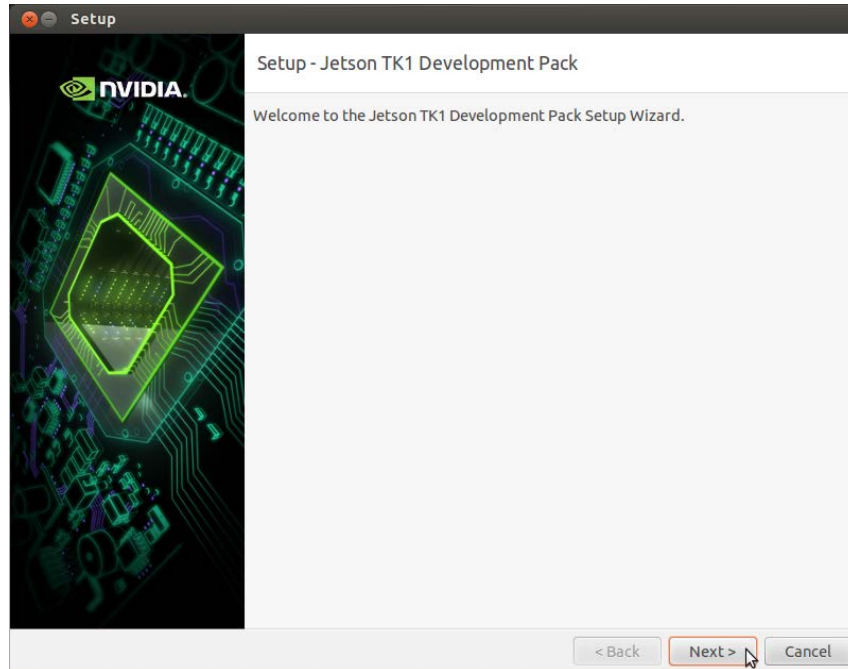 Setup
NVIDIA.
Setup - Jetson TK1 Development Pack
Welcome to the Jetson TK1 Development Pack Setup Wizard.
< Back Next > Cancel